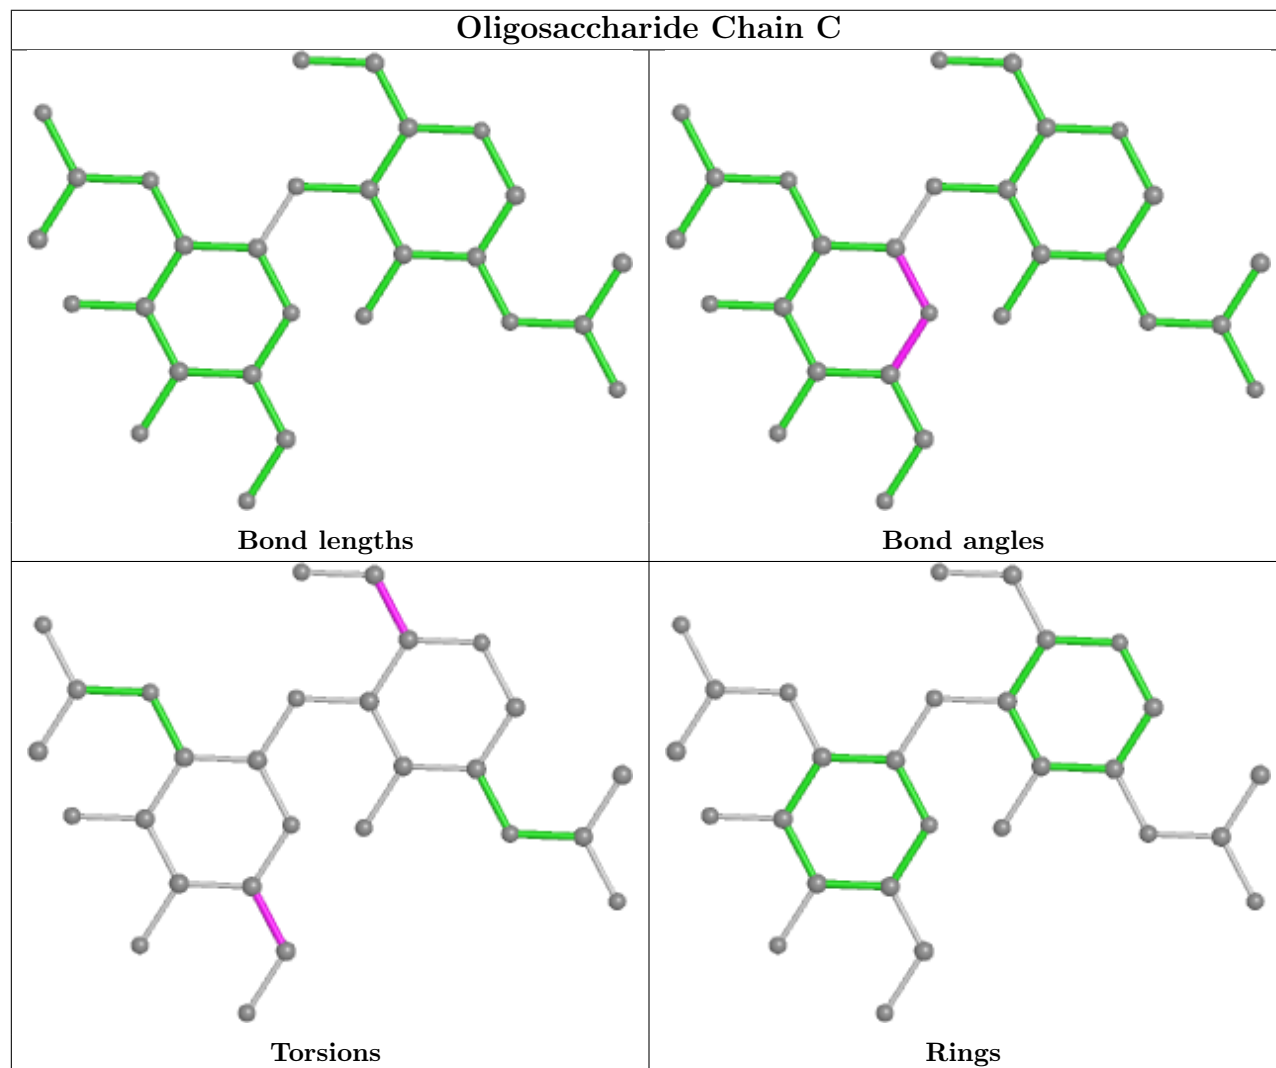 Oligosaccharide Chain C
Bond lengths
Bond angles
Torsions
Rings